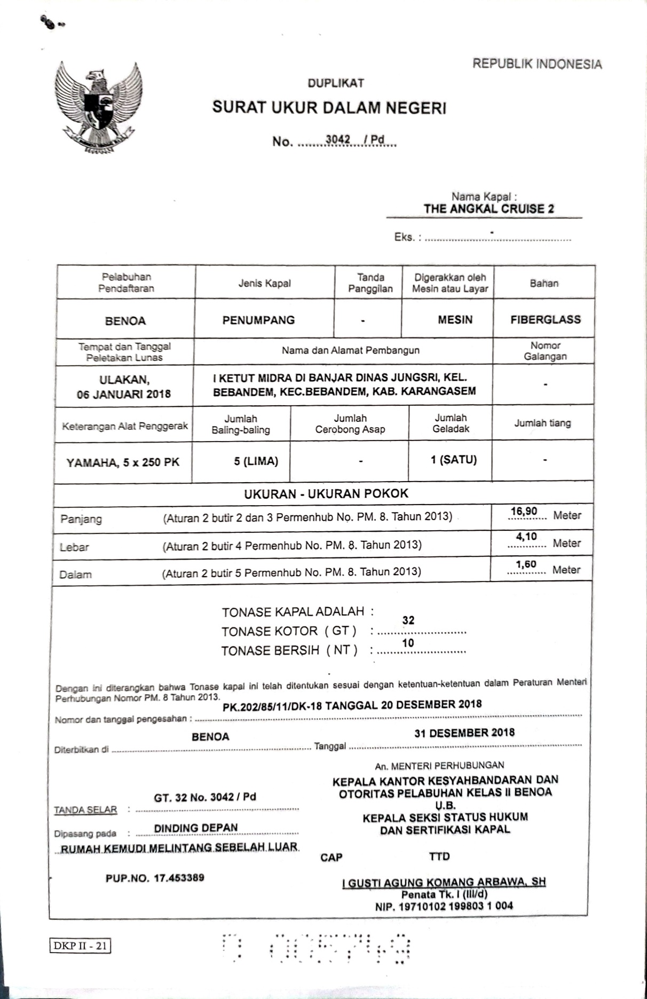 REPUBLIK INDONESIA
DUPLIKAT
SURAT UKUR DALAM NEGERI
No. ........3042..../ Pd....
Nama Kapal :
THE ANGKAL CRUISE 2
Eks. : ....................-....................
Pelabuhan Pendaftaran
Jenis Kapal
Tanda Panggilan
Digerakkan oleh Mesin atau Layar
Bahan
BENOA
PENUMPANG
-
MESIN
FIBERGLASS
Tempat dan Tanggal Peletakan Lunas
Nama dan Alamat Pembangun
Nomor Galangan
ULAKAN,
06 JANUARI 2018
I KETUT MIDRA DI BANJAR DINAS JUNGSRI, KEL.
BEBANDEM, KEC.BEBANDEM, KAB. KARANGASEM
-
Keterangan Alat Penggerak
Jumlah Baling-baling
Jumlah Cerobong Asap
Jumlah Geladak
Jumlah tiang
YAMAHA, 5 x 250 PK
5 (LIMA)
-
1 (SATU)
-
UKURAN - UKURAN POKOK
Panjang (Aturan 2 butir 2 dan 3 Permenhub No. PM. 8. Tahun 2013) 16,90 Meter
Lebar (Aturan 2 butir 4 Permenhub No. PM. 8. Tahun 2013) 4,10 Meter
Dalam (Aturan 2 butir 5 Permenhub No. PM. 8. Tahun 2013) 1,60 Meter
TONASE KAPAL ADALAH :
TONASE KOTOR ( GT ) : 32
TONASE BERSIH ( NT ) : 10
Dengan ini diterangkan bahwa Tonase kapal ini telah ditentukan sesuai dengan ketentuan-ketentuan dalam Peraturan Menteri
Perhubungan Nomor PM. 8 Tahun 2013.
Nomor dan tanggal pengesahan : PK.202/85/11/DK-18 TANGGAL 20 DESEMBER 2018
Diterbitkan di BENOA Tanggal 31 DESEMBER 2018
An. MENTERI PERHUBUNGAN
KEPALA KANTOR KESYAHBANDARAN DAN
OTORITAS PELABUHAN KELAS II BENOA
U.B.
KEPALA SEKSI STATUS HUKUM
DAN SERTIFIKASI KAPAL
CAP TTD
I GUSTI AGUNG KOMANG ARBAWA, SH
Penata Tk. I (III/d)
NIP. 19710102 199803 1 004
TANDA SELAR : GT. 32 No. 3042 / Pd
Dipasang pada : DINDING DEPAN
RUMAH KEMUDI MELINTANG SEBELAH LUAR.
PUP.NO. 17.453389
DKP II - 21